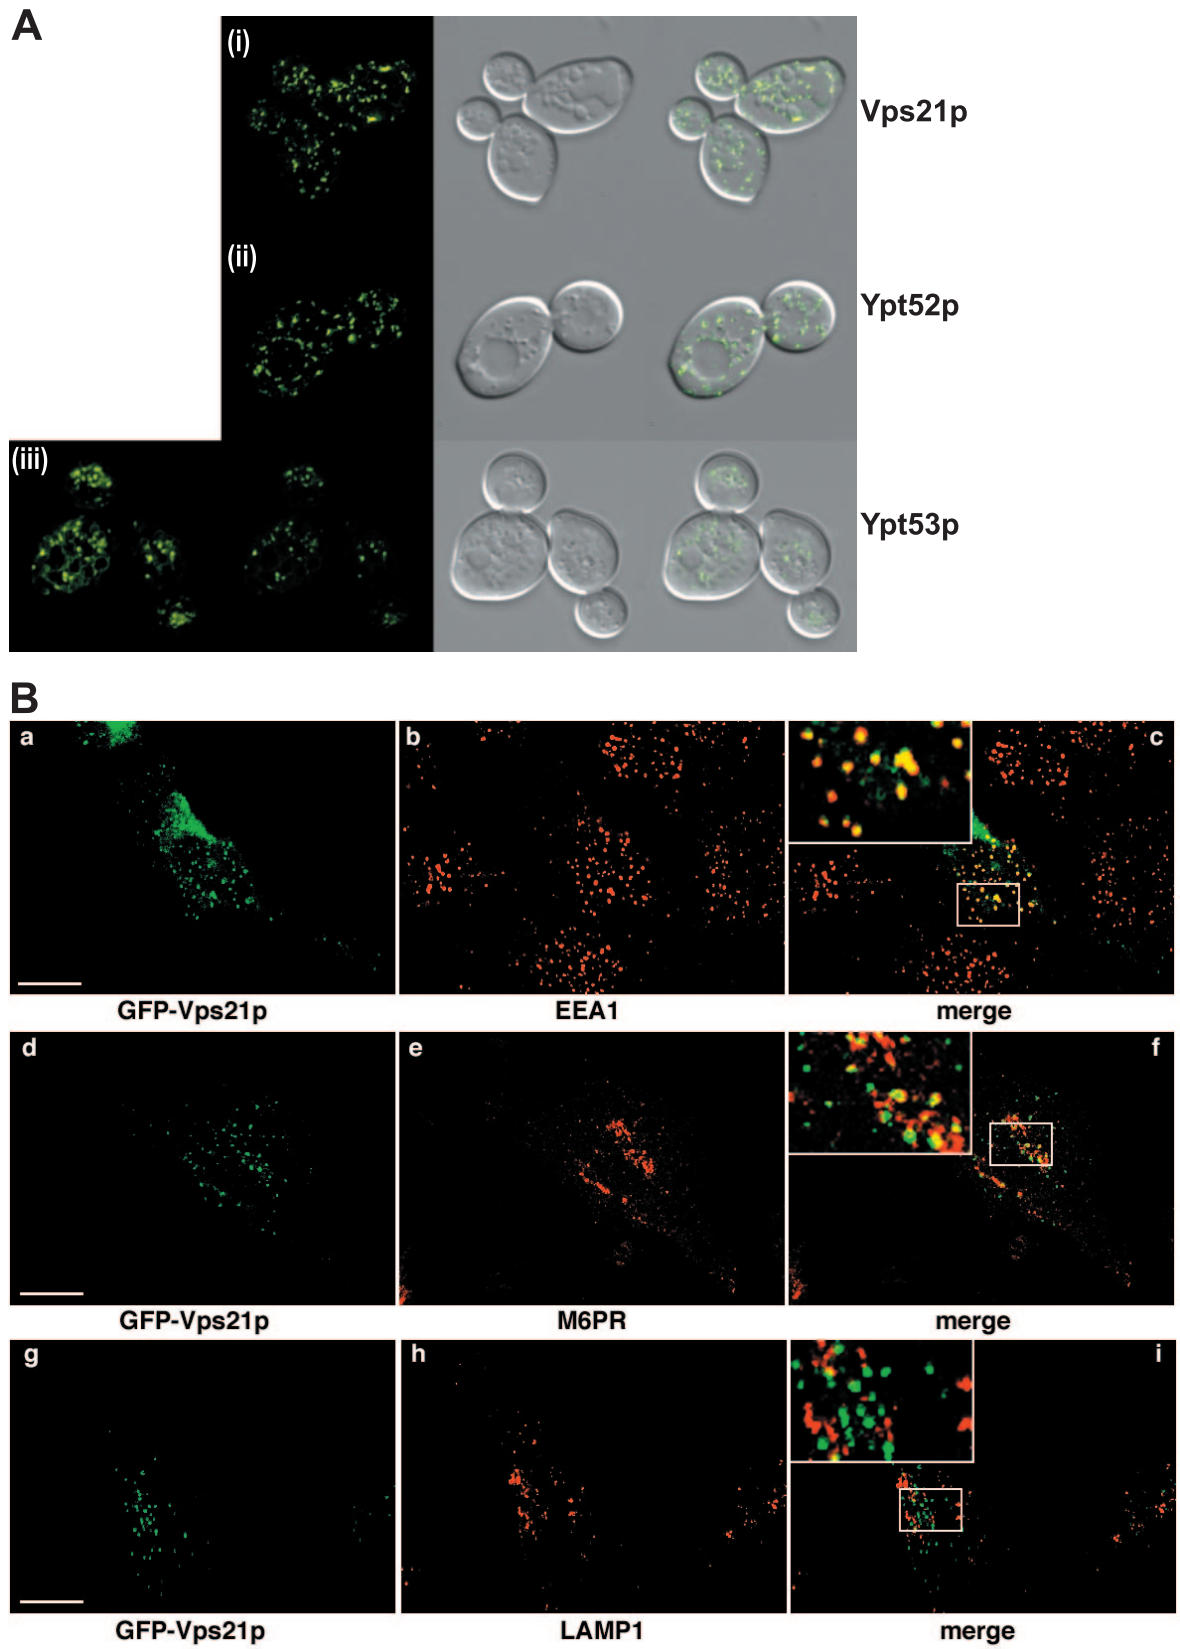 A
(i)
Vps21p
(ii)
Ypt52p
(iii)
Ypt53p
B
a b c
GFP-Vps21p EEA1 merge
d e f
GFP-Vps21p M6PR merge
g h i
GFP-Vps21p LAMP1 merge